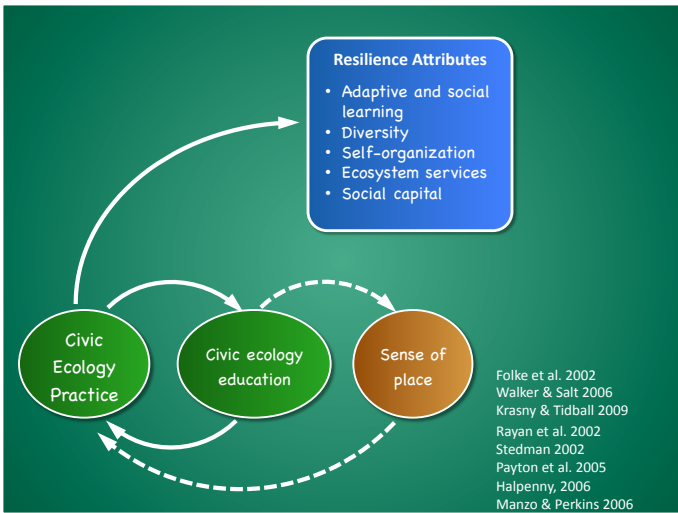 Resilience Attributes
• Adaptive and social
learning
• Diversity
• Self-organization
• Ecosystem services
• Social capital
Civic
Ecology
Practice
Civic ecology
education
Sense of
place
Folke et al. 2002
Walker & Salt 2006
Krasny & Tidball 2009
Rayan et al. 2002
Stedman 2002
Payton et al. 2005
Halpenny, 2006
Manzo & Perkins 2006